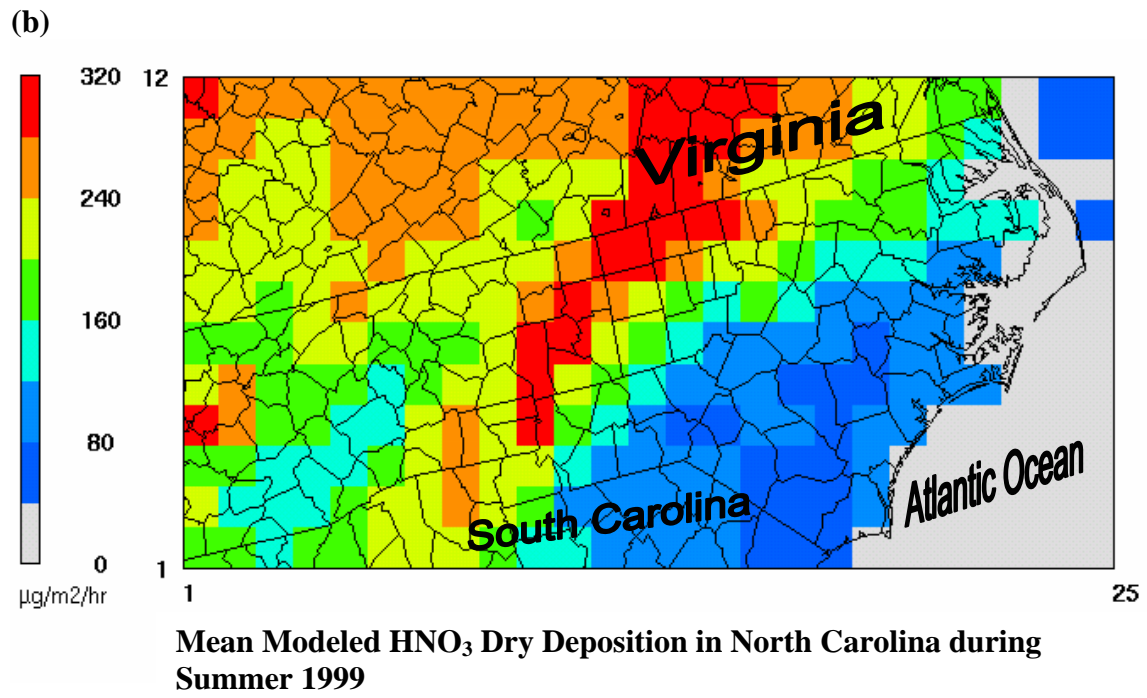 (b)
320
240
160
80
0
µg/m2/hr
12
1
1
25
Virginia
South Carolina
Atlantic Ocean
Mean Modeled HNO₃ Dry Deposition in North Carolina during
Summer 1999